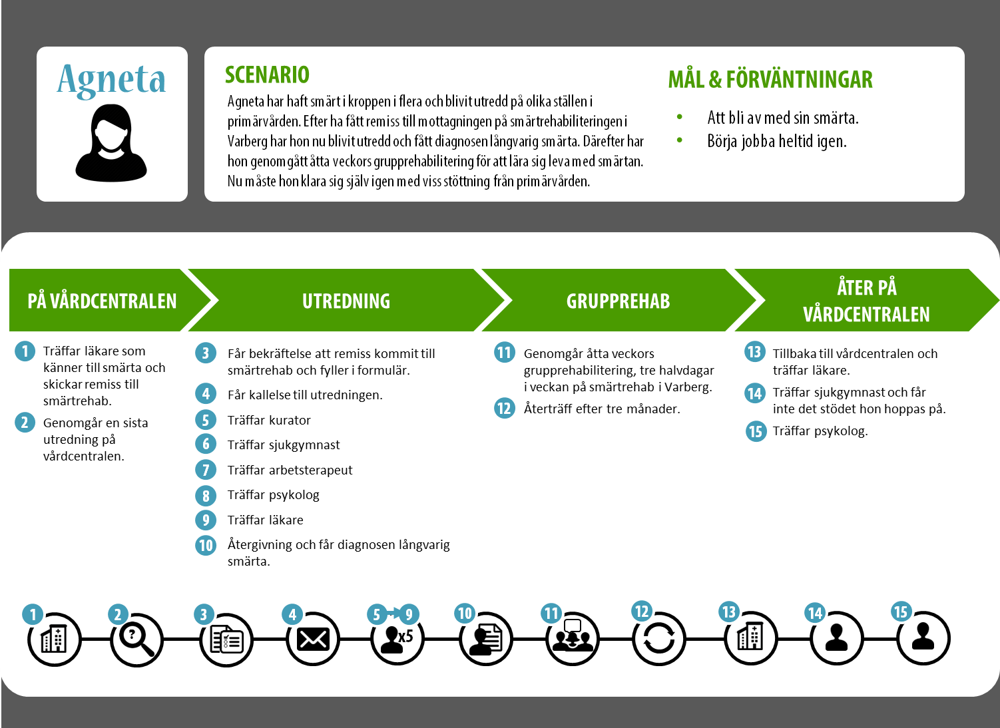 Agneta
SCENARIO
Agneta har haft smärt i kroppen i flera och blivit utredd på olika ställen i
primärvården. Efter ha fått remiss till mottagningen på smärtrehabiliteringen i
Varberg har hon nu blivit utredd och fått diagnosen långvarig smärta. Därefter har
hon genomgått åtta veckors grupprehabilitering för att lära sig leva med smärtan.
Nu måste hon klara sig själv igen med viss stöttning från primärvården.
MÅL & FÖRVÄNTNINGAR
• Att bli av med sin smärta.
• Börja jobba heltid igen.
PÅ VÅRDCENTRALEN
1 Träffar läkare som
känner till smärta och
skickar remiss till
smärtrehab.
2 Genomgår en sista
utredning på
vårdcentralen.
UTREDNING
3 Får bekräftelse att remiss kommit till
smärtrehab och fyller i formulär.
4 Får kallelse till utredningen.
5 Träffar kurator
6 Träffar sjukgymnast
7 Träffar arbetsterapeut
8 Träffar psykolog
9 Träffar läkare
10 Återgivning och får diagnosen långvarig
smärta.
GRUPPREHAB
11 Genomgår åtta veckors
grupprehabilitering, tre halvdagar
i veckan på smärtrehab i Varberg.
12 Återträff efter tre månader.
ÅTER PÅ
VÅRDCENTRALEN
13 Tillbaka till vårdcentralen och
träffar läkare.
14 Träffar sjukgymnast och får
inte det stödet hon hoppas på.
15 Träffar psykolog.
1 2 3 4 5 9 10 11 12 13 14 15
? x5